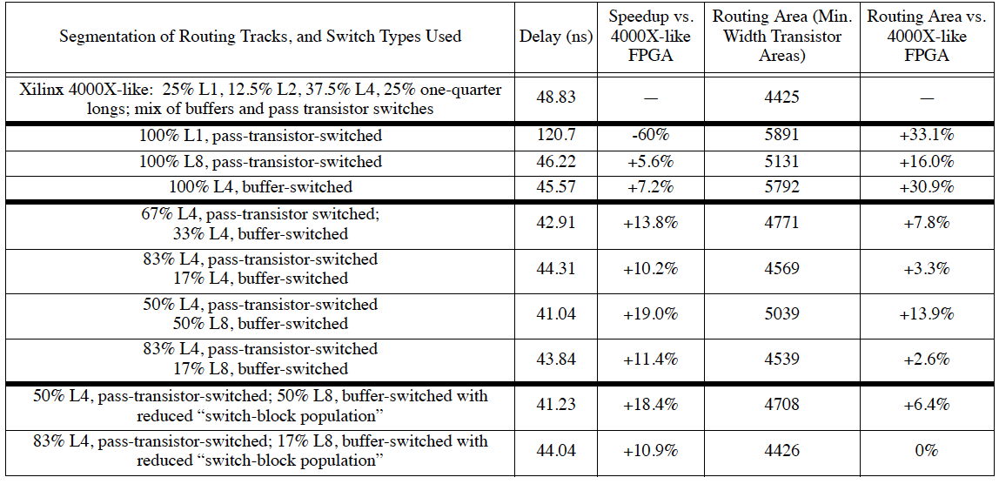 Segmentation of Routing Tracks, and Switch Types Used
Delay (ns)
Speedup vs.
4000X-like
FPGA
Routing Area (Min.
Width Transistor
Areas)
Routing Area vs.
4000X-like
FPGA
Xilinx 4000X-like: 25% L1, 12.5% L2, 37.5% L4, 25% one-quarter
longs; mix of buffers and pass transistor switches
48.83
—
4425
—
100% L1, pass-transistor-switched
120.7
-60%
5891
+33.1%
100% L8, pass-transistor-switched
46.22
+5.6%
5131
+16.0%
100% L4, buffer-switched
45.57
+7.2%
5792
+30.9%
67% L4, pass-transistor switched;
33% L4, buffer-switched
42.91
+13.8%
4771
+7.8%
83% L4, pass-transistor-switched
17% L4, buffer-switched
44.31
+10.2%
4569
+3.3%
50% L4, pass-transistor-switched
50% L8, buffer-switched
41.04
+19.0%
5039
+13.9%
83% L4, pass-transistor-switched
17% L8, buffer-switched
43.84
+11.4%
4539
+2.6%
50% L4, pass-transistor-switched; 50% L8, buffer-switched with
reduced “switch-block population”
41.23
+18.4%
4708
+6.4%
83% L4, pass-transistor-switched; 17% L8, buffer-switched with
reduced “switch-block population”
44.04
+10.9%
4426
0%